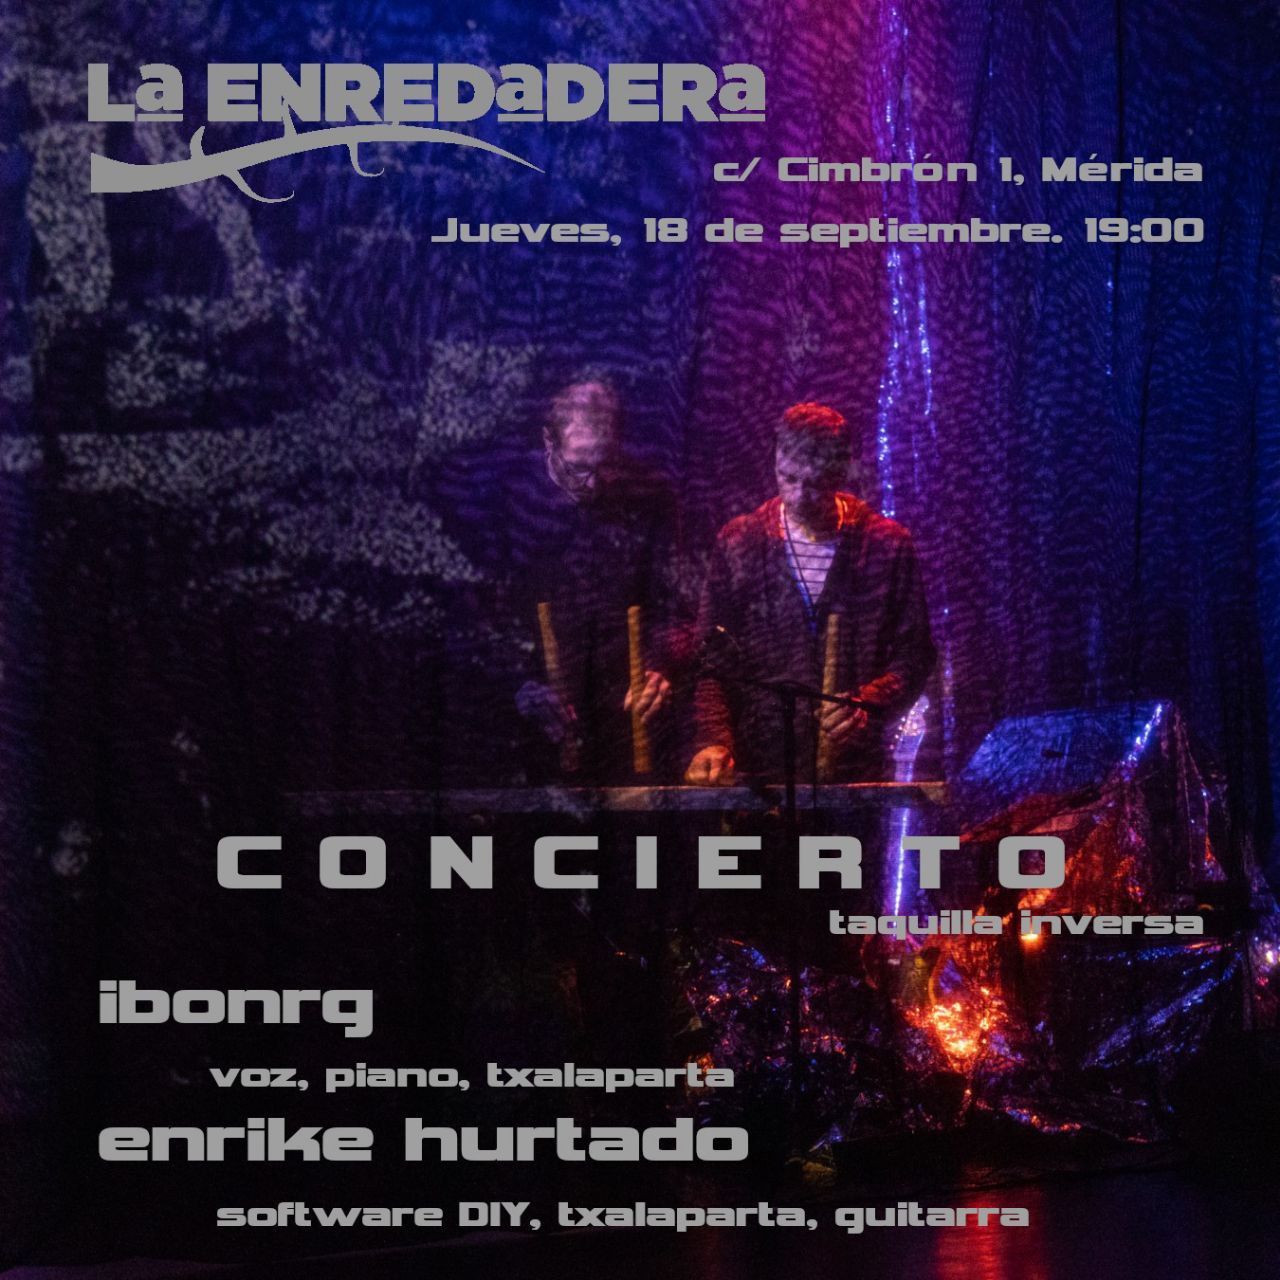 La ENREDaDERa
c/ Cimbrón 1, Mérida
Jueves, 18 de septiembre. 19:00
CONCIERTO
taquilla inversa
ibonrg
voz, piano, txalaparta
enrike hurtado
software DIY, txalaparta, guitarra